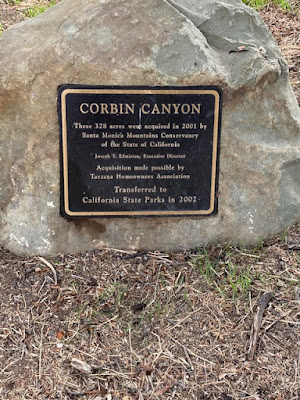 CORBIN CANYON
These 328 acres were acquired in 2001 by
Santa Monica Mountains Conservancy
of the State of California
Joseph T. Edmiston, Executive Director
Acquisition made possible by
Tarzana Homeowners Association
Transferred to
California State Parks in 2002